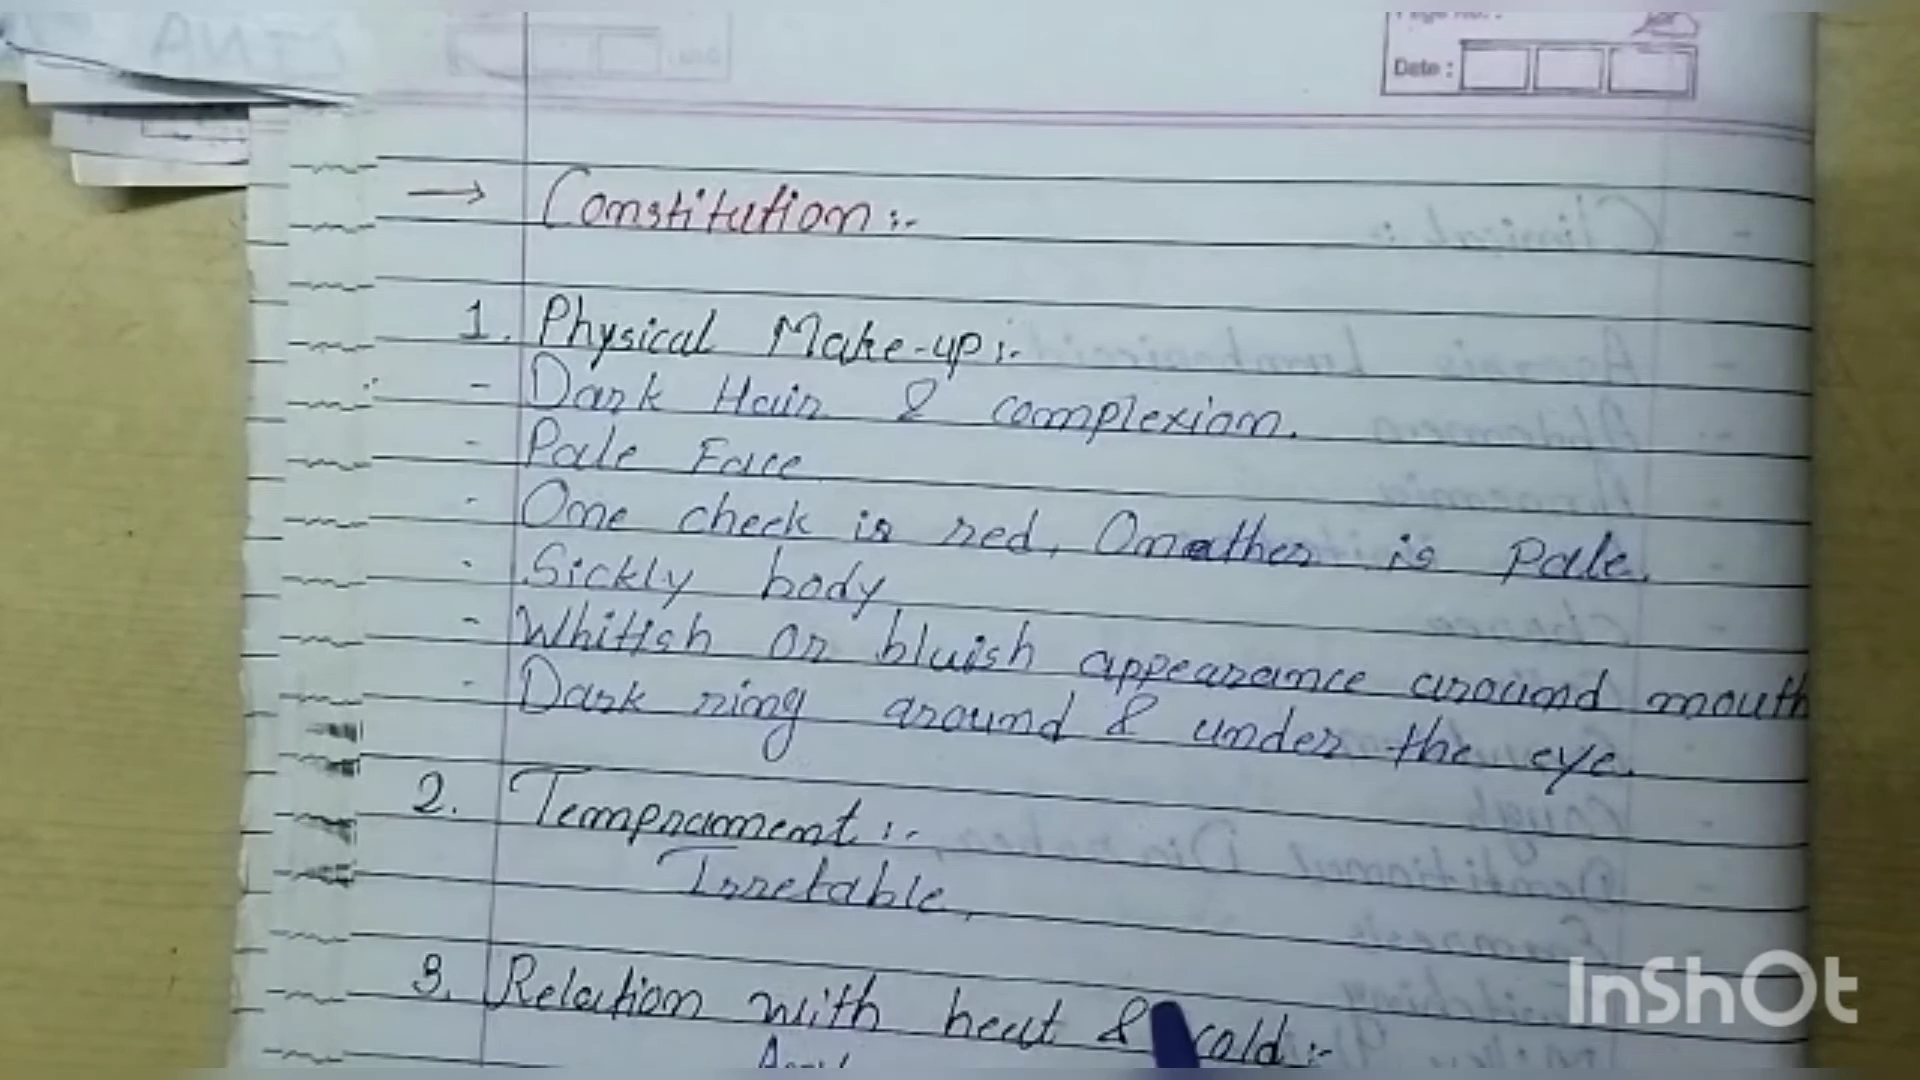 Date :
→ Constitution :-
1. Physical Make-up :-
- Dark Hair & complexion.
- Pale Face
- One cheek is red, Onother is Pale.
- Sickly body
- Whitish or bluish appearance around mouth
- Dark ring around & under the eye.
2. Temprament :-
Irretable,
3. Relation with heat & cold :-
InShOt